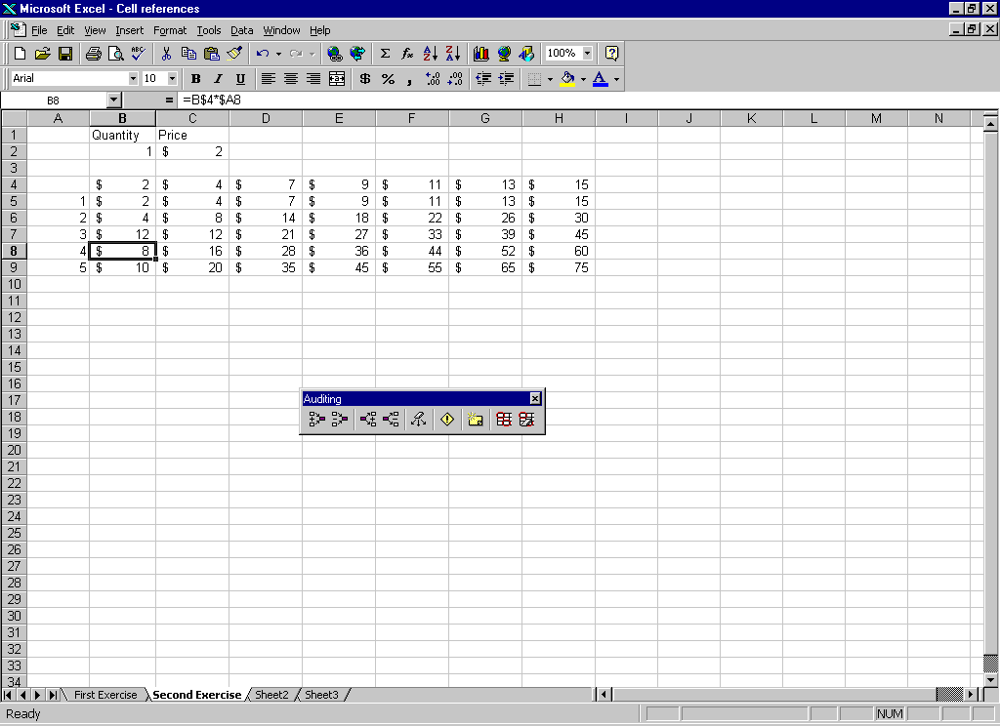 Microsoft Excel - Cell references
File Edit View Insert Format Tools Data Window Help
100%
Arial 10 B I U $ % ,
B8 = =B$4*$A8
A B C D E F G H I J K L M N
1 Quantity Price
2 1 $ 2
3
4 $ 2 $ 4 $ 7 $ 9 $ 11 $ 13 $ 15
5 1 $ 2 $ 4 $ 7 $ 9 $ 11 $ 13 $ 15
6 2 $ 4 $ 8 $ 14 $ 18 $ 22 $ 26 $ 30
7 3 $ 12 $ 12 $ 21 $ 27 $ 33 $ 39 $ 45
8 4 $ 8 $ 16 $ 28 $ 36 $ 44 $ 52 $ 60
9 5 $ 10 $ 20 $ 35 $ 45 $ 55 $ 65 $ 75
10
11
12
13
14
15
16
17
Auditing
18
19
20
21
22
23
24
25
26
27
28
29
30
31
32
33
34
First Exercise Second Exercise Sheet2 Sheet3
Ready NUM